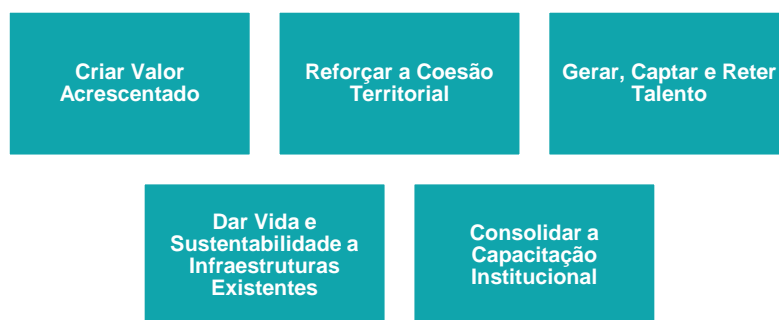 Criar Valor
Acrescentado
Reforçar a Coesão
Territorial
Gerar, Captar e Reter
Talento
Dar Vida e
Sustentabilidade a
Infraestruturas
Existentes
Consolidar a
Capacitação
Institucional